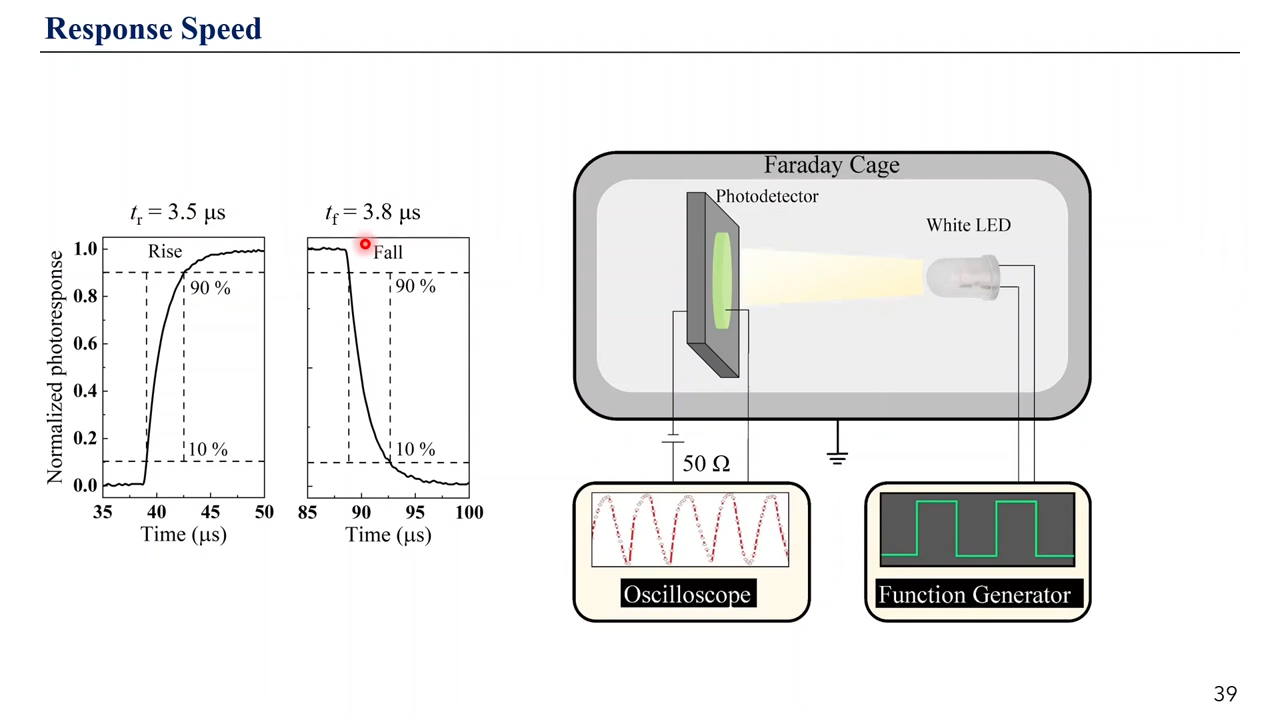 Response Speed
tr = 3.5 μs
tf = 3.8 μs
Normalized photoresponse
1.0
0.8
0.6
0.4
0.2
0.0
Rise
90 %
10 %
35 40 45 50
Time (μs)
Fall
90 %
10 %
85 90 95 100
Time (μs)
Faraday Cage
Photodetector
White LED
50 Ω
Oscilloscope
Function Generator
39